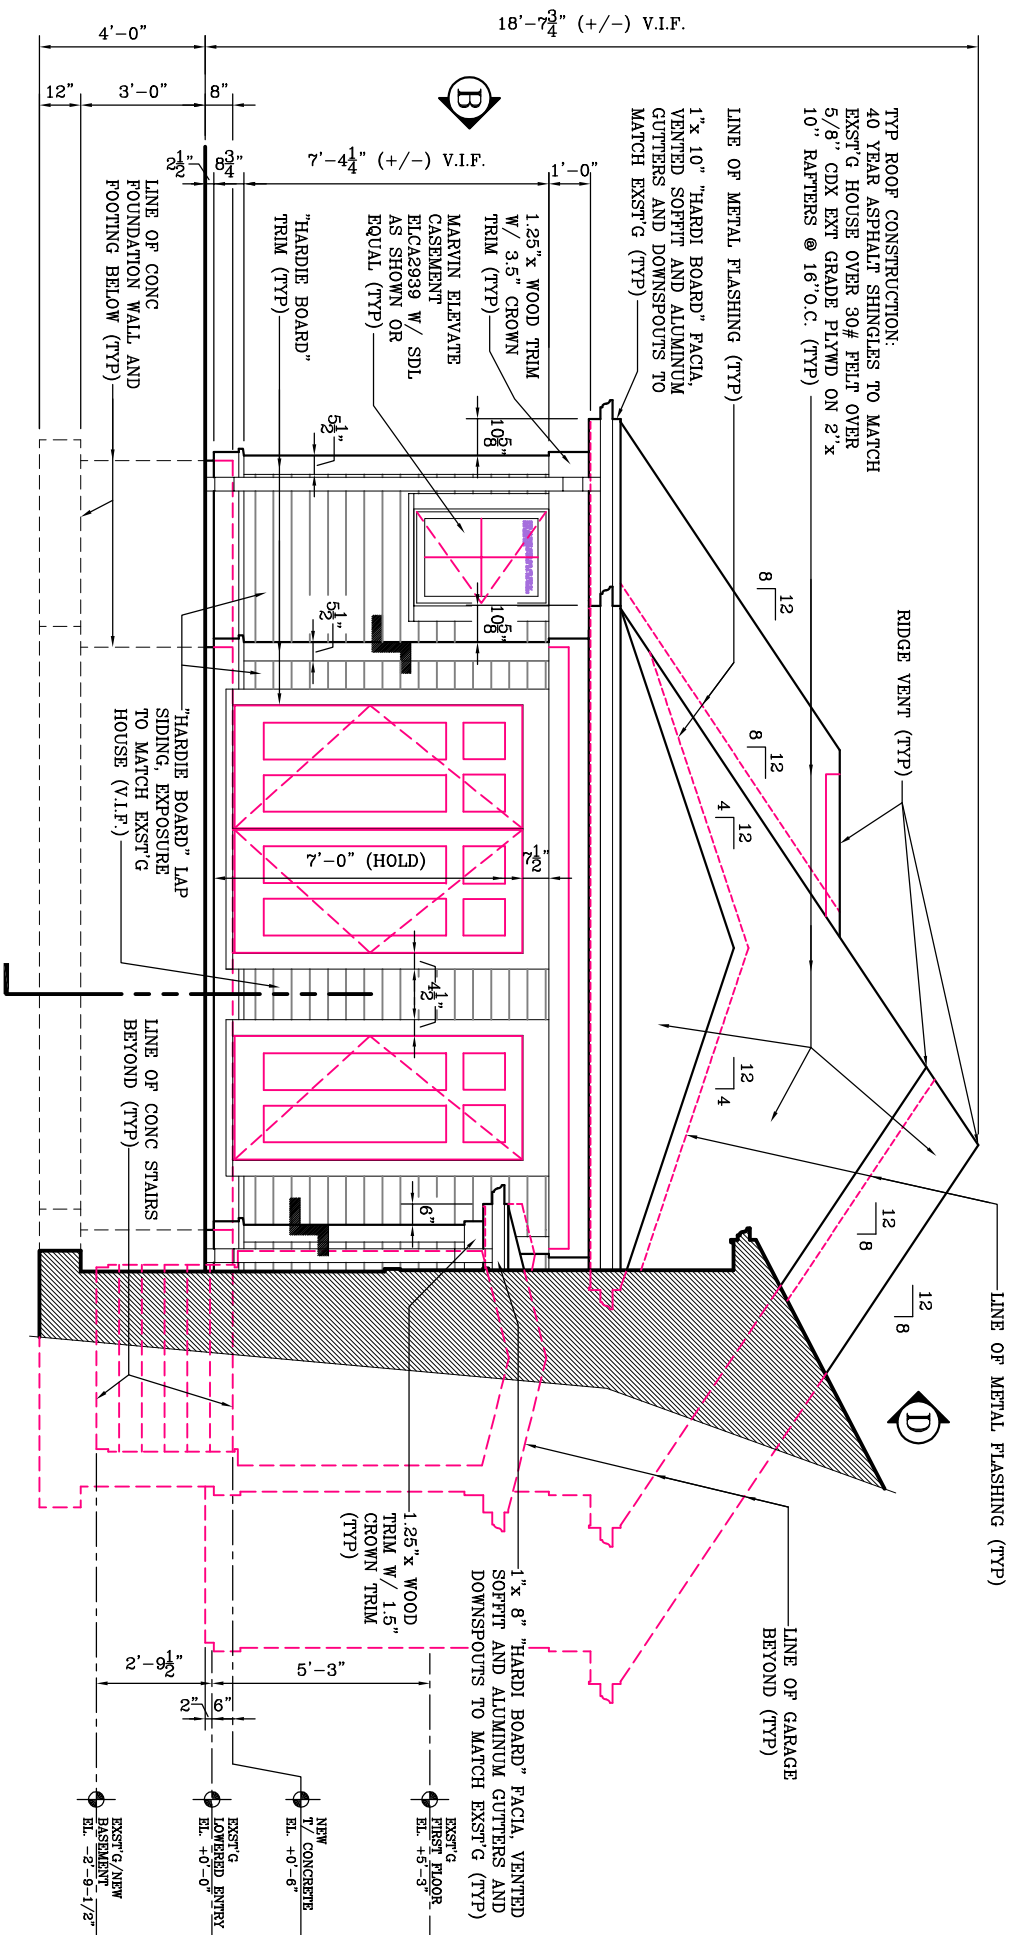 TYP ROOF CONSTRUCTION:
40 YEAR ASPHALT SHINGLES TO MATCH
EXST'G HOUSE OVER 30# FELT OVER
5/8" CDX EXT GRADE PLYWD ON 2"x
10" RAFTERS @ 16"O.C. (TYP)
LINE OF METAL FLASHING (TYP)
1"x 10" "HARDI BOARD" FACIA,
VENTED SOFFIT AND ALUMINUM
GUTTERS AND DOWNSPOUTS TO
MATCH EXST'G (TYP)
1.25"x WOOD TRIM
W/ 3.5" CROWN
TRIM (TYP)
MARVIN ELEVATE
CASEMENT
ELCA2939 W/ SDL
AS SHOWN OR
EQUAL (TYP)
"HARDIE BOARD"
TRIM (TYP)
LINE OF CONC
FOUNDATION WALL AND
FOOTING BELOW (TYP)
RIDGE VENT (TYP)
"HARDIE BOARD" LAP
SIDING, EXPOSURE
TO MATCH EXST'G
HOUSE (V.I.F.)
LINE OF CONC STAIRS
BEYOND (TYP)
LINE OF METAL FLASHING (TYP)
LINE OF GARAGE
BEYOND (TYP)
1"x 8" "HARDI BOARD" FACIA, VENTED
SOFFIT AND ALUMINUM GUTTERS AND
DOWNSPOUTS TO MATCH EXST'G (TYP)
1.25"x WOOD
TRIM W/ 1.5"
CROWN TRIM
(TYP)
EXST'G
FIRST FLOOR
EL. +5'-3"
NEW
T/ CONCRETE
EL. +0'-6"
EXST'G
LOWERED ENTRY
EL. +0'-0"
EXST'G/NEW
BASEMENT
EL. -2'-9-1/2"
18'-7 3/4" (+/-) V.I.F.
4'-0"
12"
3'-0"
8"
2 1/2"
8 3/4"
7'-4 1/4" (+/-) V.I.F.
1'-0"
B
D
10 5/8"
10 5/8"
5 1/2"
5 1/2"
7'-0" (HOLD)
7 1/2"
4 1/2"
6"
12
8
12
8
12
4
12
4
12
8
12
8
5'-3"
2'-9 1/2"
2"
6"